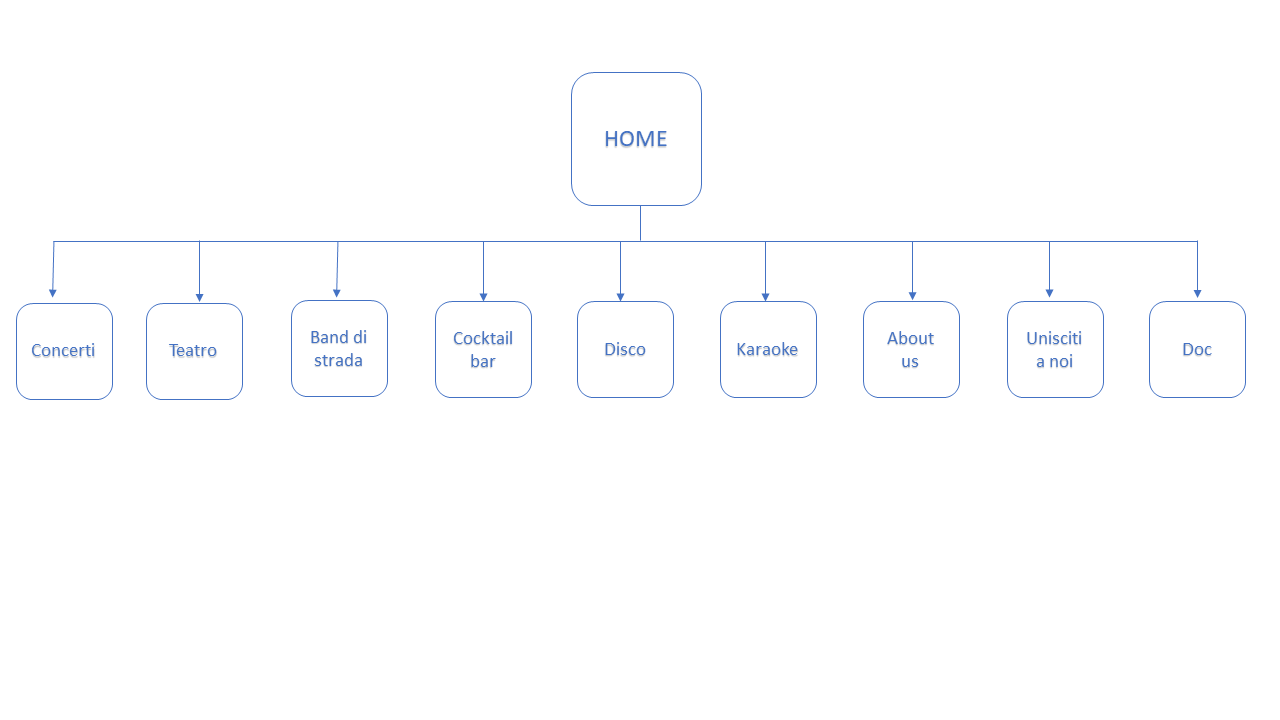 HOME
Concerti
Teatro
Band di
strada
Cocktail
bar
Disco
Karaoke
About
us
Unisciti
a noi
Doc